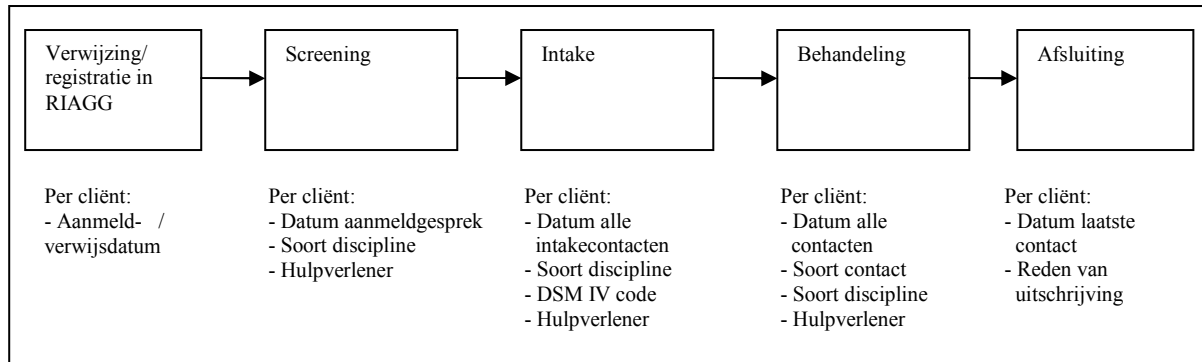 Verwijzing/
registratie in
RIAGG
Screening
Intake
Behandeling
Afsluiting
Per cliënt:
- Aanmeld- /
verwijsdatum
Per cliënt:
- Datum aanmeldgesprek
- Soort discipline
- Hulpverlener
Per cliënt:
- Datum alle
intakecontacten
- Soort discipline
- DSM IV code
- Hulpverlener
Per cliënt:
- Datum alle
contacten
- Soort contact
- Soort discipline
- Hulpverlener
Per cliënt:
- Datum laatste
contact
- Reden van
uitschrijving